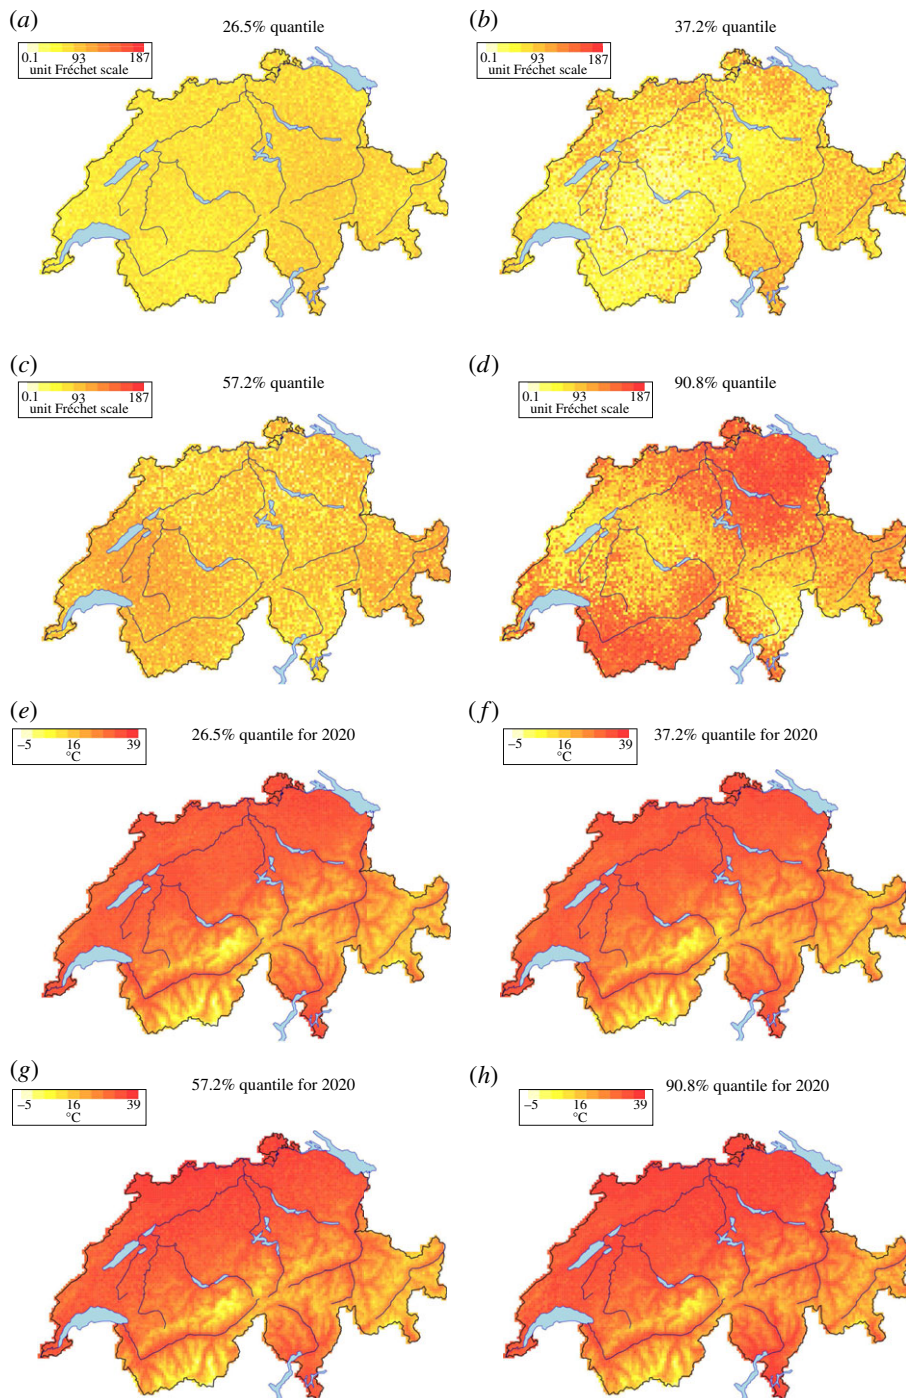 (a)
26.5% quantile
0.1 93 187
unit Fréchet scale
(b)
37.2% quantile
0.1 93 187
unit Fréchet scale
(c)
57.2% quantile
0.1 93 187
unit Fréchet scale
(d)
90.8% quantile
0.1 93 187
unit Fréchet scale
(e)
26.5% quantile for 2020
–5 16 39
°C
(f)
37.2% quantile for 2020
–5 16 39
°C
(g)
57.2% quantile for 2020
–5 16 39
°C
(h)
90.8% quantile for 2020
–5 16 39
°C